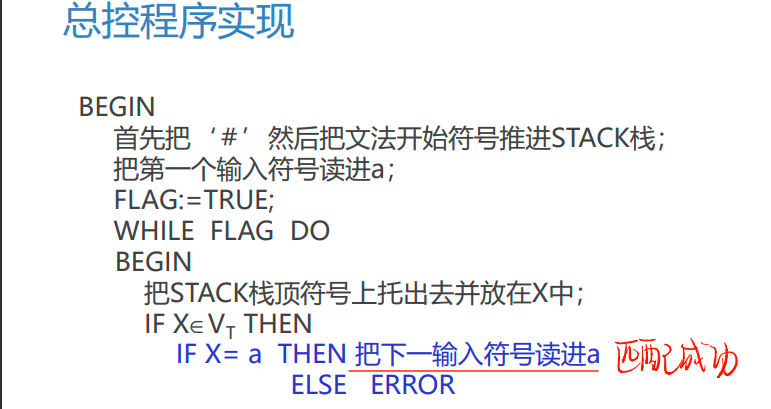 总控程序实现
BEGIN
首先把‘#’然后把文法开始符号推进STACK栈;
把第一个输入符号读进a;
FLAG:=TRUE;
WHILE FLAG DO
BEGIN
把STACK栈顶符号上托出去并放在X中;
IF X∈VT THEN
IF X= a THEN 把下一输入符号读进a 匹配成功
ELSE ERROR